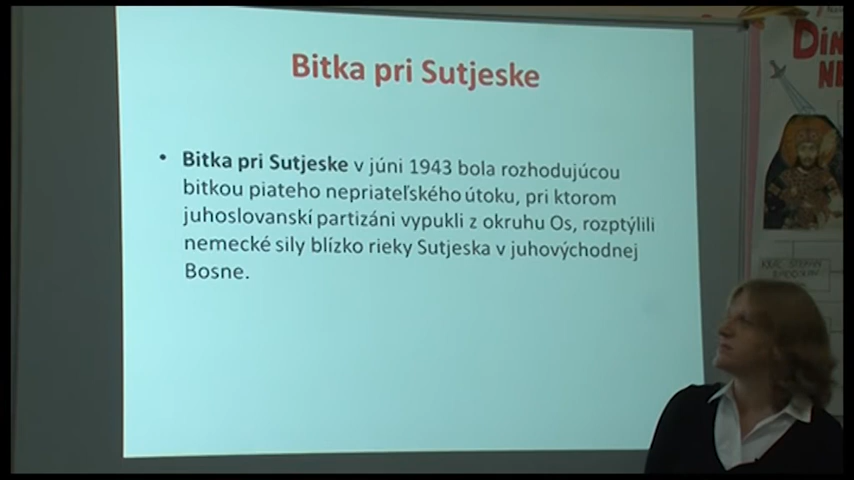 Bitka pri Sutjeske
• Bitka pri Sutjeske v júni 1943 bola rozhodujúcou
bitkou piateho nepriateľského útoku, pri ktorom
juhoslovanskí partizáni vypukli z okruhu Os, rozptýlili
nemecké sily blízko rieky Sutjeska v juhovýchodnej
Bosne.